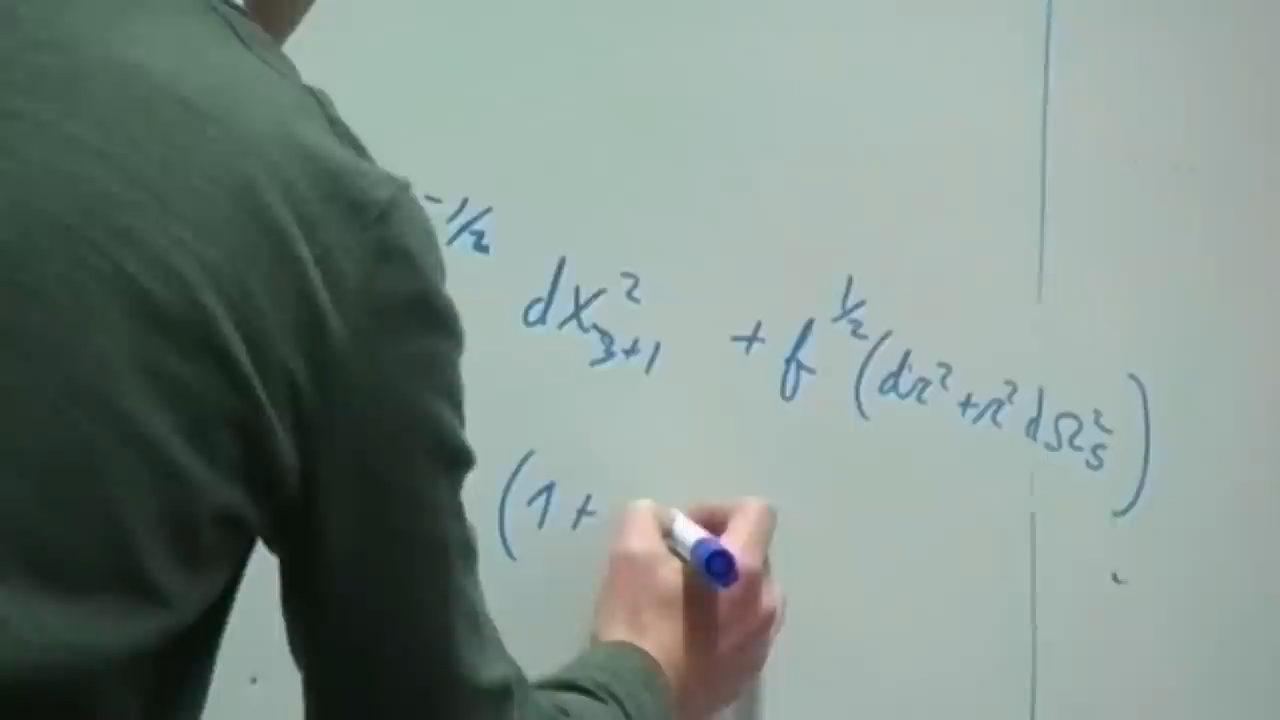 -1/2 dx²₃₊₁ + f^1/2 (dr² + r² dΩ²₅)
(1 +